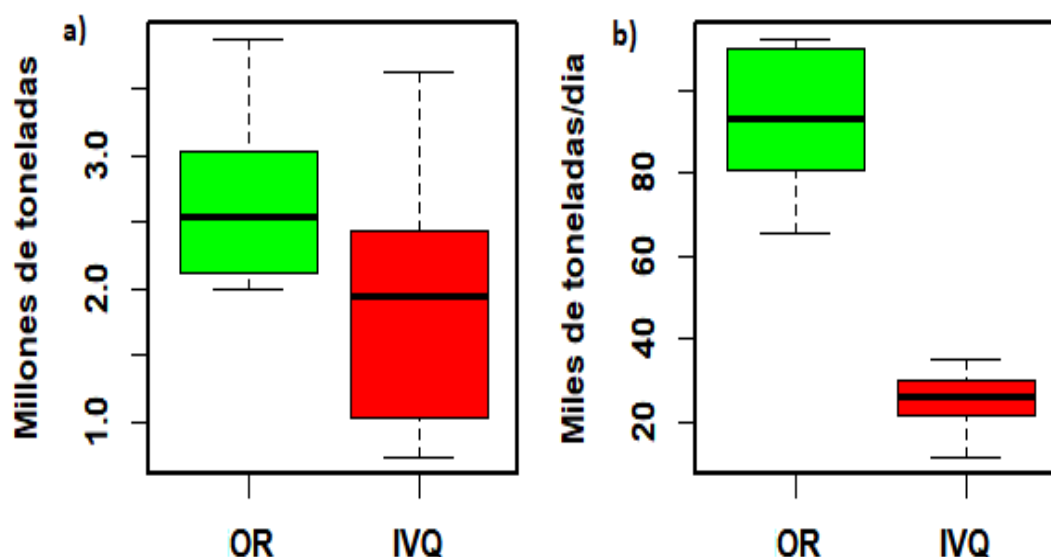 a)
Millones de toneladas
3.0
2.0
1.0
OR IVQ
b)
Miles de toneladas/dia
80
60
40
20
OR IVQ